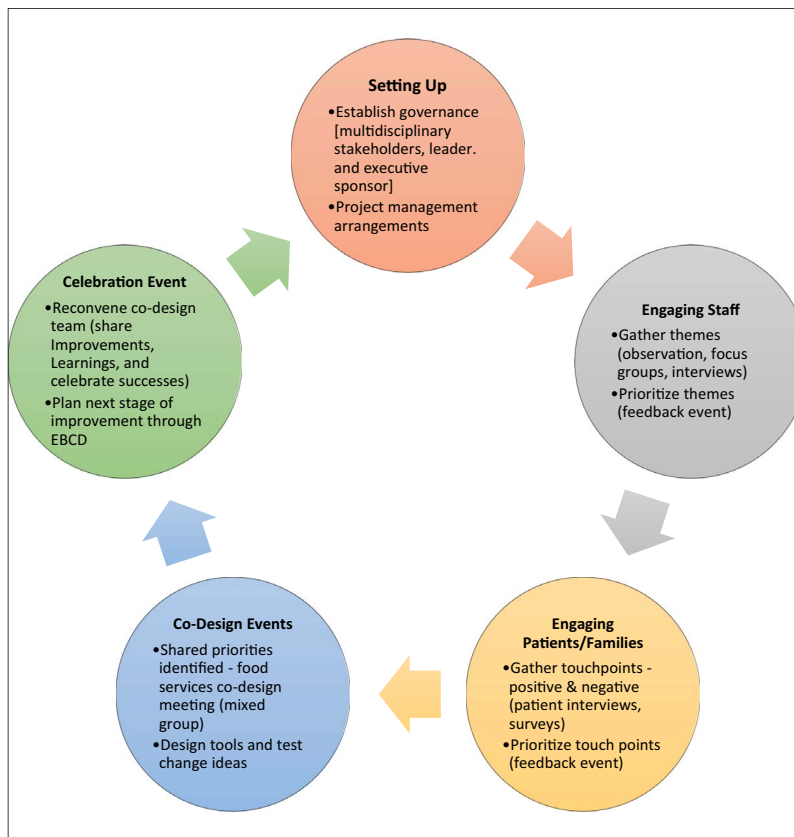 Setting Up
•Establish governance
[multidisciplinary
stakeholders, leader.
and executive
sponsor]
•Project management
arrangements
Engaging Staff
•Gather themes
(observation, focus
groups, interviews)
•Prioritize themes
(feedback event)
Engaging
Patients/Families
•Gather touchpoints -
positive & negative
(patient interviews,
surveys)
•Prioritize touch points
(feedback event)
Co-Design Events
•Shared priorities
identified - food
services co-design
meeting (mixed
group)
•Design tools and test
change ideas
Celebration Event
•Reconvene co-design
team (share
Improvements,
Learnings, and
celebrate successes)
•Plan next stage of
improvement through
EBCD